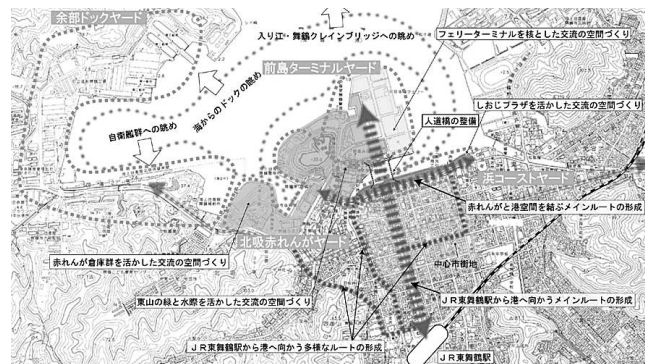 余部ドックヤード
入り江・舞鶴クレインブリッジへの眺め
フェリーターミナルを核とした交流の空間づくり
前島ターミナルヤード
しおじプラザを活かした交流の空間づくり
海からのドックの眺め
人道橋の整備
自衛艦群への眺め
浜コーストヤード
赤れんがと港空間を結ぶメインルートの形成
北吸赤れんがヤード
赤れんが倉庫群を活かした交流の空間づくり
中心市街地
東山の緑と水際を活かした交流の空間づくり
ＪＲ東舞鶴駅から港へ向かうメインルートの形成
ＪＲ東舞鶴駅から港へ向かう多様なルートの形成
ＪＲ東舞鶴駅